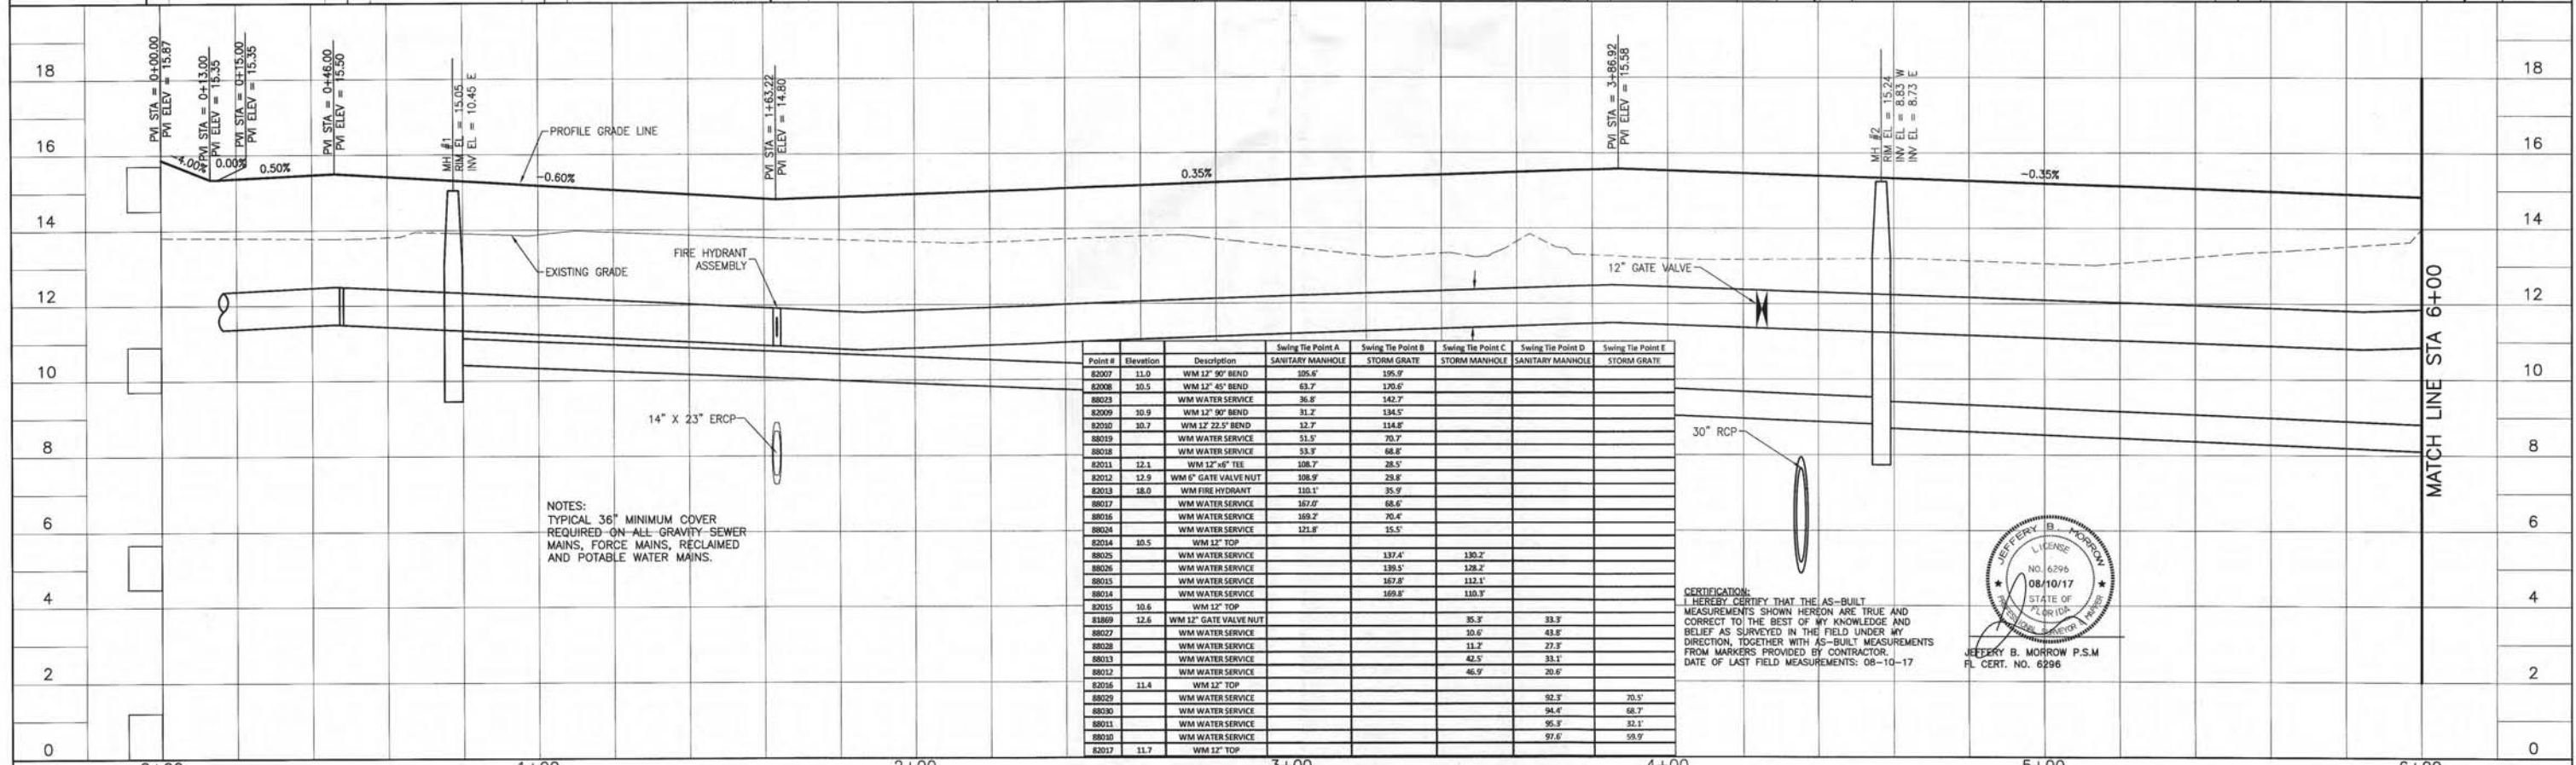 18
16
14
12
10
8
6
4
2
0
PVI STA = 0+00.00
PVI ELEV = 15.87
PVI STA = 0+13.00
PVI ELEV = 15.35
PVI STA = 0+15.00
PVI ELEV = 15.35
PVI STA = 0+46.00
PVI ELEV = 15.50
MH #1
RIM EL = 15.05
INV EL = 10.45 E
PVI STA = 1+63.22
PVI ELEV = 14.80
PVI STA = 3+86.92
PVI ELEV = 15.58
MH #2
RIM EL = 15.24
INV EL = 8.83 W
INV EL = 8.73 E
-4.00%
0.00%
0.50%
-0.60%
0.35%
-0.35%
PROFILE GRADE LINE
EXISTING GRADE
FIRE HYDRANT
ASSEMBLY
12" GATE VALVE
14" X 23" ERCP
30" RCP
NOTES:
TYPICAL 36" MINIMUM COVER
REQUIRED ON ALL GRAVITY SEWER
MAINS, FORCE MAINS, RECLAIMED
AND POTABLE WATER MAINS.
Swing Tie Point A Swing Tie Point B Swing Tie Point C Swing Tie Point D Swing Tie Point E
Point # Elevation Description SANITARY MANHOLE STORM GRATE STORM MANHOLE SANITARY MANHOLE STORM GRATE
82007 11.0 WM 12" 90° BEND 105.6' 195.9'
82008 10.5 WM 12" 45° BEND 63.7' 170.6'
88023 WM WATER SERVICE 36.8' 142.7'
82009 10.9 WM 12" 90° BEND 31.2' 134.5'
82010 10.7 WM 12' 22.5° BEND 12.7' 114.8'
88019 WM WATER SERVICE 51.5' 70.7'
88018 WM WATER SERVICE 53.3' 68.8'
82011 12.1 WM 12"x6" TEE 108.7' 28.5'
82012 12.9 WM 6" GATE VALVE NUT 108.9' 29.8'
82013 18.0 WM FIRE HYDRANT 110.1' 35.9'
88017 WM WATER SERVICE 167.0' 68.6'
88016 WM WATER SERVICE 169.2' 70.4'
88024 WM WATER SERVICE 121.8' 15.5'
82014 10.5 WM 12" TOP
88025 WM WATER SERVICE 137.4' 130.2'
88026 WM WATER SERVICE 139.5' 128.2'
88015 WM WATER SERVICE 167.8' 112.1'
88014 WM WATER SERVICE 169.8' 110.3'
82015 10.6 WM 12" TOP
81869 12.6 WM 12" GATE VALVE NUT 35.3' 33.3'
88027 WM WATER SERVICE 10.6' 43.8'
88028 WM WATER SERVICE 11.2' 27.3'
88013 WM WATER SERVICE 42.5' 33.1'
88012 WM WATER SERVICE 46.9' 20.6'
82016 11.4 WM 12" TOP
88029 WM WATER SERVICE 92.3' 70.5'
88030 WM WATER SERVICE 94.4' 68.7'
88011 WM WATER SERVICE 95.3' 32.1'
88010 WM WATER SERVICE 97.6' 59.9'
82017 11.7 WM 12" TOP
CERTIFICATION:
I HEREBY CERTIFY THAT THE AS-BUILT
MEASUREMENTS SHOWN HEREON ARE TRUE AND
CORRECT TO THE BEST OF MY KNOWLEDGE AND
BELIEF AS SURVEYED IN THE FIELD UNDER MY
DIRECTION, TOGETHER WITH AS-BUILT MEASUREMENTS
FROM MARKERS PROVIDED BY CONTRACTOR.
DATE OF LAST FIELD MEASUREMENTS: 08-10-17
JEFFERY B. MORROW
LICENSE
NO. 6296
08/10/17
STATE OF
FLORIDA
PROFESSIONAL SURVEYOR & MAPPER
JEFFERY B. MORROW P.S.M
FL CERT. NO. 6296
MATCH LINE STA 6+00
18
16
14
12
10
8
6
4
2
0